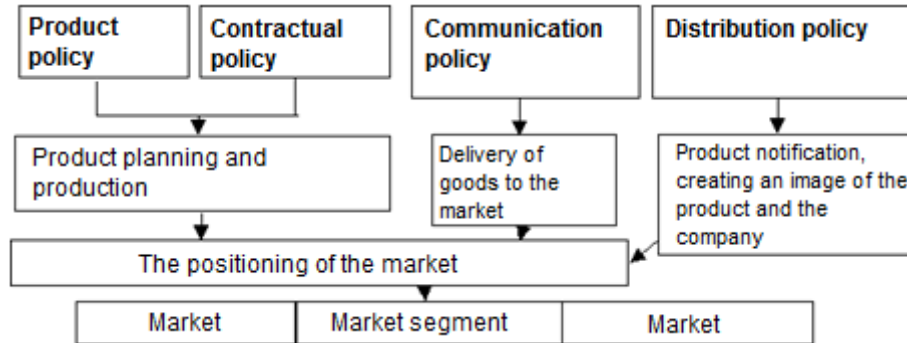 Product
policy
Contractual
policy
Communication
policy
Distribution policy
Product planning and
production
Delivery of
goods to the
market
Product notification,
creating an image of the
product and the
company
The positioning of the market
Market
Market segment
Market